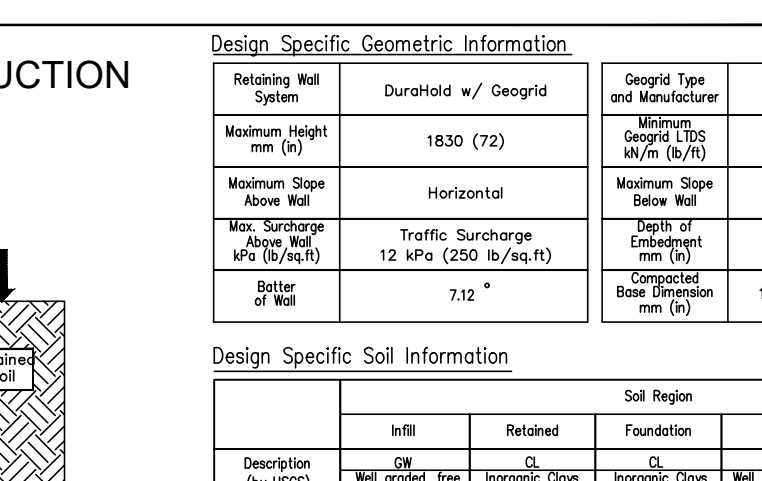 UCTION
Design Specific Geometric Information
Retaining Wall
System
DuraHold w/ Geogrid
Geogrid Type
and Manufacturer
Maximum Height
mm (in)
1830 (72)
Minimum
Geogrid LTDS
kN/m (lb/ft)
Maximum Slope
Above Wall
Horizontal
Maximum Slope
Below Wall
Max. Surcharge
Above Wall
kPa (lb/sq.ft)
Traffic Surcharge
12 kPa (250 lb/sq.ft)
Depth of
Embedment
mm (in)
Batter
of Wall
7.12 °
Compacted
Base Dimension
mm (in)
1
ained
oil
Design Specific Soil Information
Soil Region
Infill
Retained
Foundation
Description
(by USCS)
GW
CL
CL
Well graded, free
Inorganic Clays
Inorganic Clays
Well